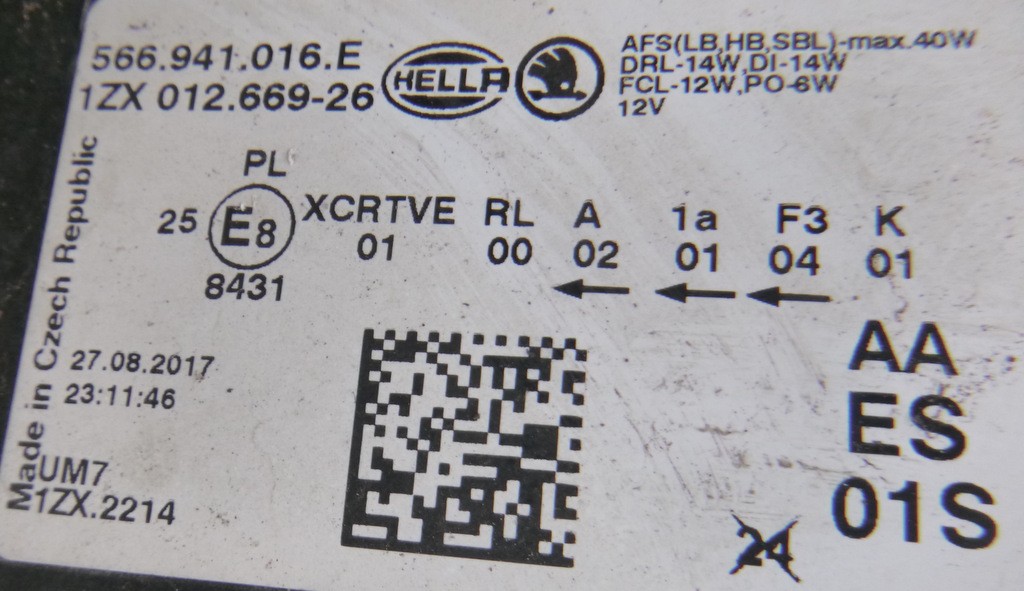 566.941.016.E
1ZX 012.669-26
HELLA
AFS(LB,HB,SBL)-max.40W
DRL-14W,DI-14W
FCL-12W,PO-6W
12V
PL
25 E8 XCRTVE RL A 1a F3 K
01 00 02 01 04 01
8431
Made in Czech Republic
27.08.2017
23:11:46
UM7
1ZX.2214
AA
ES
01S
24